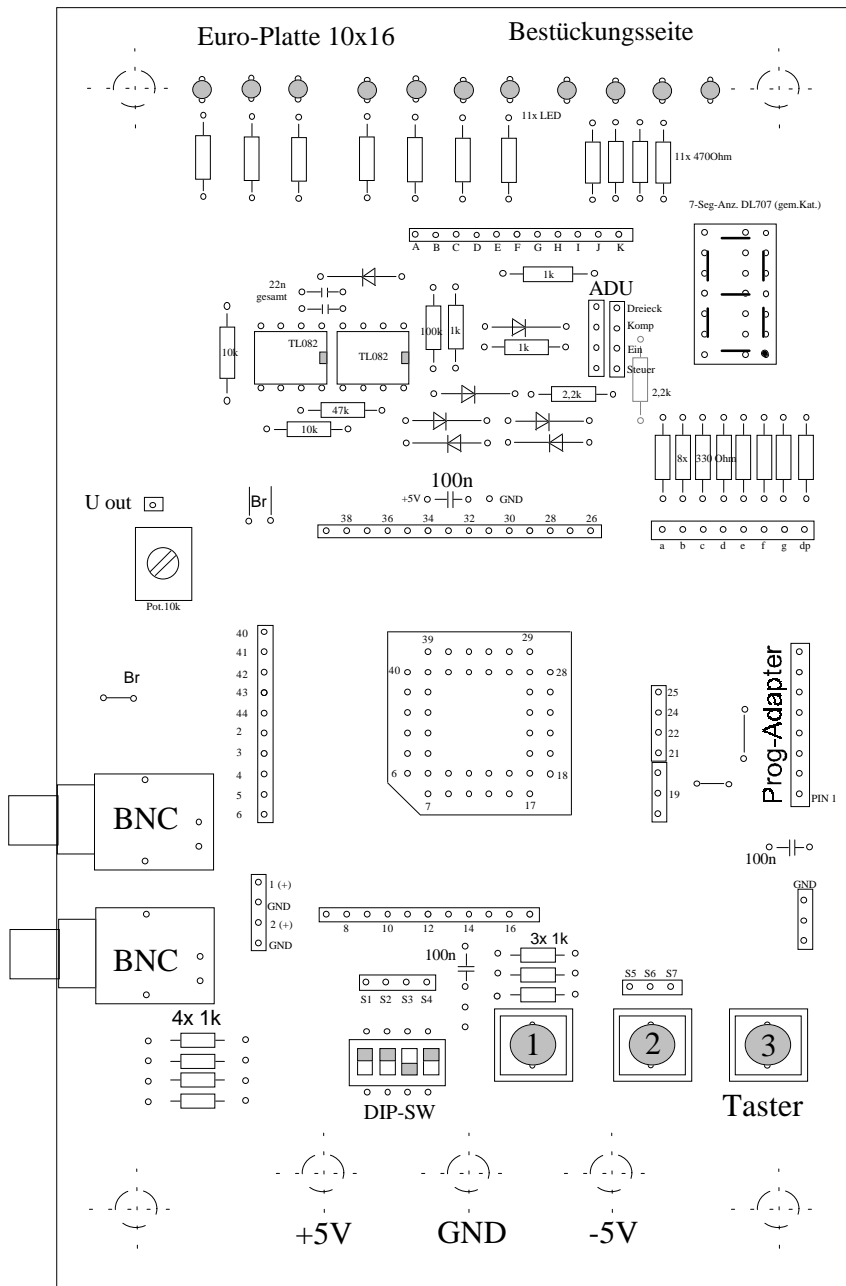 Euro-Platte 10x16
Bestückungsseite
11x LED
11x 470Ohm
7-Seg-Anz. DL707 (gem.Kat.)
A B C D E F G H I J K
22n
gesamt
1k
ADU
Dreieck
Komp
Ein
Steuer
10k
TL082
TL082
100k
1k
1k
2,2k
2,2k
47k
10k
8x 330 Ohm
100n
+5V
GND
U out
Br
38 36 34 32 30 28 26
a b c d e f g dp
Pot.10k
40
41
42
43
44
2
3
4
5
6
39
29
40
28
6
18
7
17
Br
25
24
22
21
19
Prog-Adapter
PIN 1
BNC
100n
1 (+)
GND
2 (+)
GND
8 10 12 14 16
GND
BNC
100n
3x 1k
S1 S2 S3 S4
S5 S6 S7
4x 1k
1
2
3
DIP-SW
Taster
+5V
GND
-5V